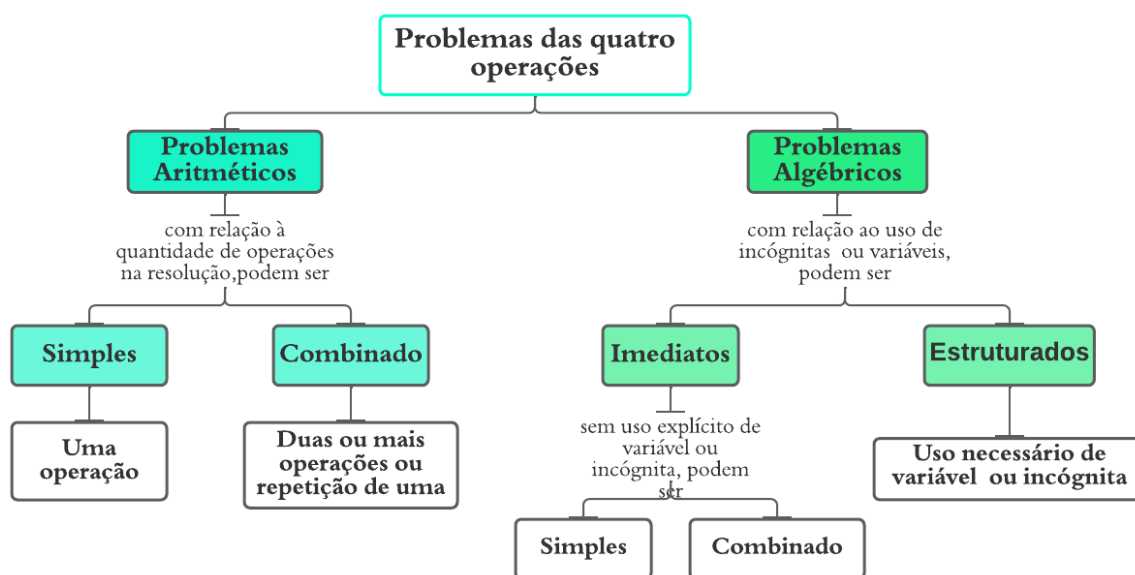 Problemas das quatro
operações
Problemas
Aritméticos
Problemas
Algébricos
com relação à
quantidade de operações
na resolução,podem ser
com relação ao uso de
incógnitas ou variáveis,
podem ser
Simples
Combinado
Imediatos
Estruturados
Uma
operação
Duas ou mais
operações ou
repetição de uma
sem uso explícito de
variável ou
incógnita, podem
ser
Uso necessário de
variável ou incógnita
Simples
Combinado